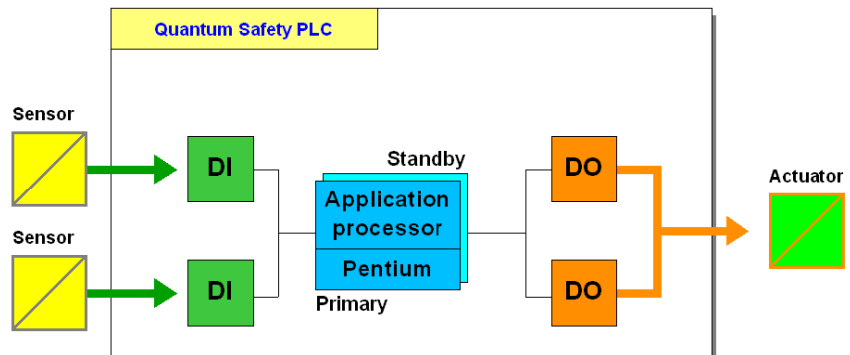 Quantum Safety PLC
Sensor
Standby
DI
DO
Actuator
Application
processor
Sensor
Pentium
DI
DO
Primary